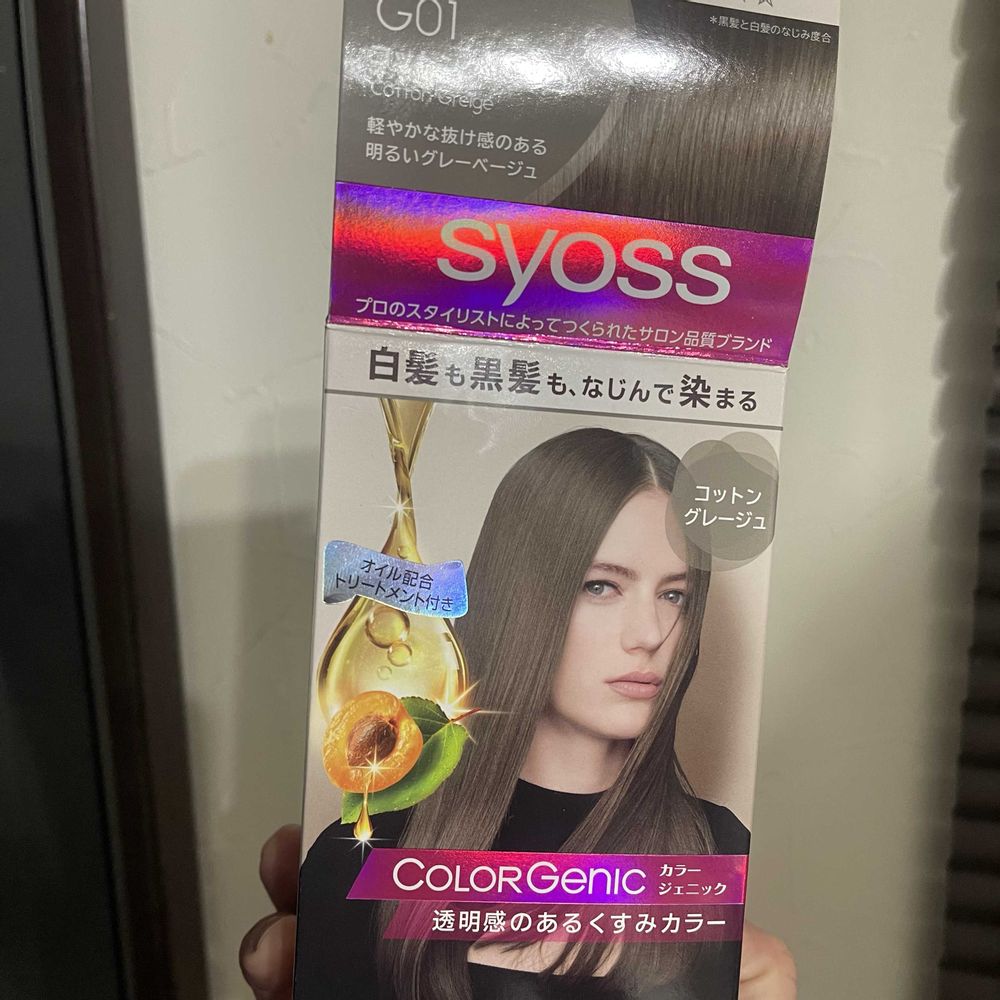 G01
*黒髪と白髪のなじみ度合
Cotton Greige
軽やかな抜け感のある
明るいグレーベージュ
syoss
プロのスタイリストによってつくられたサロン品質ブランド
白髪も黒髪も、なじんで染まる
コットン
グレージュ
オイル配合
トリートメント付き
COLORGenic
カラー
ジェニック
透明感のあるくすみカラー